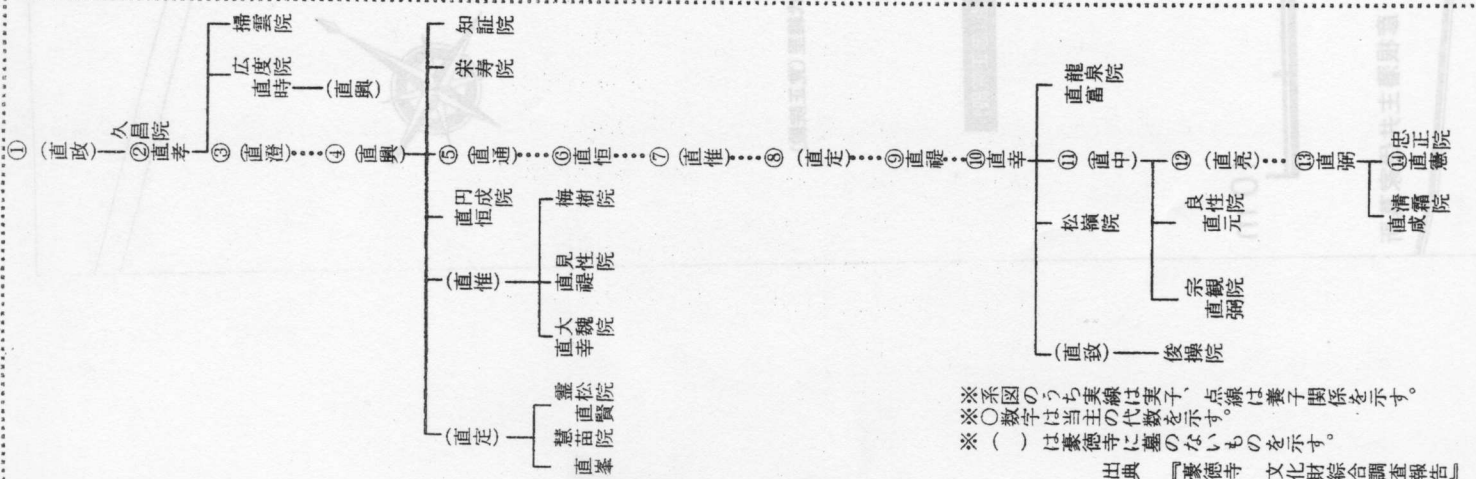 ①
（直政）
久昌院
②直孝
掃雲院
広度院
直時
（直興）
③（直澄）
④（直興）
知証院
栄寿院
⑤（直通）
円成院
直恒
（直惟）
梅樹院
見性院
直禔
大魏院
直幸
（直定）
霊松院
直賢
慧苗院
直峯
⑥直恒
⑦（直惟）
⑧（直定）
⑨直禔
⑩直幸
龍泉院
直富
⑪（直中）
松嶺院
（直致）
俊操院
⑫（直亮）
良性院
直元
宗観院
直弼
⑬直弼
忠正院
⑭直憲
清霜院
直咸
※系図のうち実線は実子、点線は養子関係を示す。
※〇数字は当主の代数を示す。
※（　）は豪徳寺に墓のないものを示す。
出典　『豪徳寺　文化財綜合調査報告』